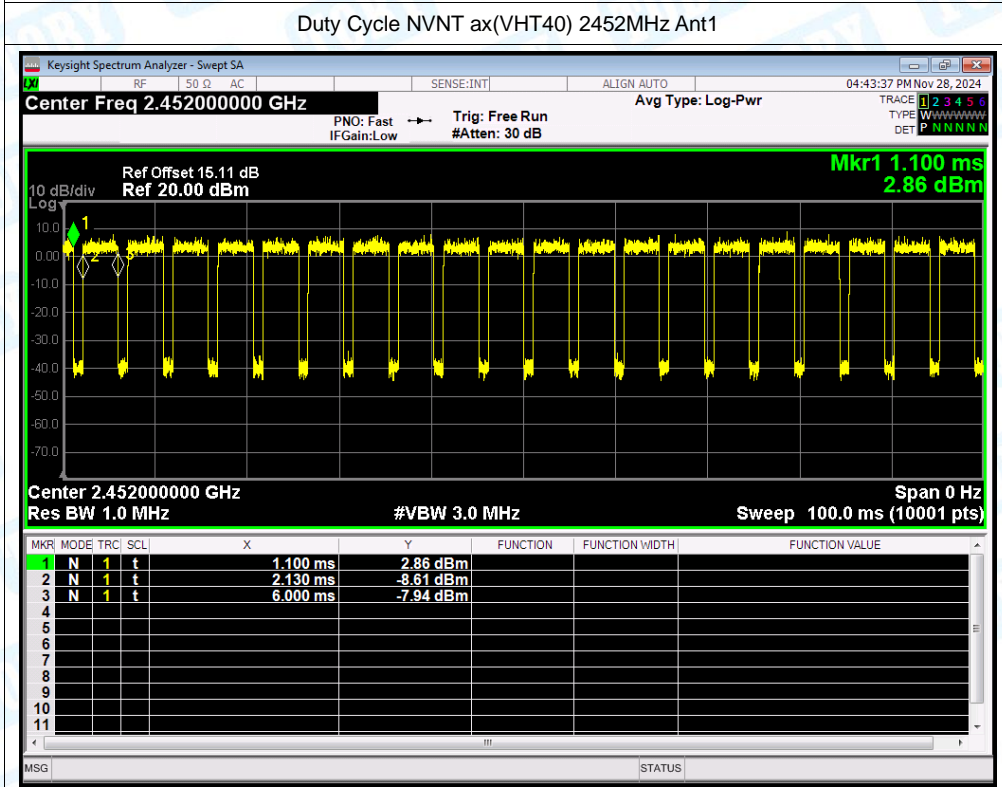 Duty Cycle NVNT ax(VHT40) 2452MHz Ant1
Keysight Spectrum Analyzer - Swept SA
LXI RF 50 Ω AC SENSE:INT ALIGN AUTO 04:43:37 PM Nov 28, 2024
Center Freq 2.452000000 GHz
Avg Type: Log-Pwr
TRACE 1 2 3 4 5 6
PNO: Fast Trig: Free Run
TYPE WWWWWW
IFGain:Low #Atten: 30 dB
DET P N N N N N
Mkr1 1.100 ms
2.86 dBm
Ref Offset 15.11 dB
10 dB/div Ref 20.00 dBm
Log
10.0
0.00
-10.0
-20.0
-30.0
-40.0
-50.0
-60.0
-70.0
1
2
3
Center 2.452000000 GHz Span 0 Hz
Res BW 1.0 MHz #VBW 3.0 MHz Sweep 100.0 ms (10001 pts)
MKR MODE TRC SCL X Y FUNCTION FUNCTION WIDTH FUNCTION VALUE
1 N 1 t 1.100 ms 2.86 dBm
2 N 1 t 2.130 ms -8.61 dBm
3 N 1 t 6.000 ms -7.94 dBm
4
5
6
7
8
9
10
11
MSG STATUS